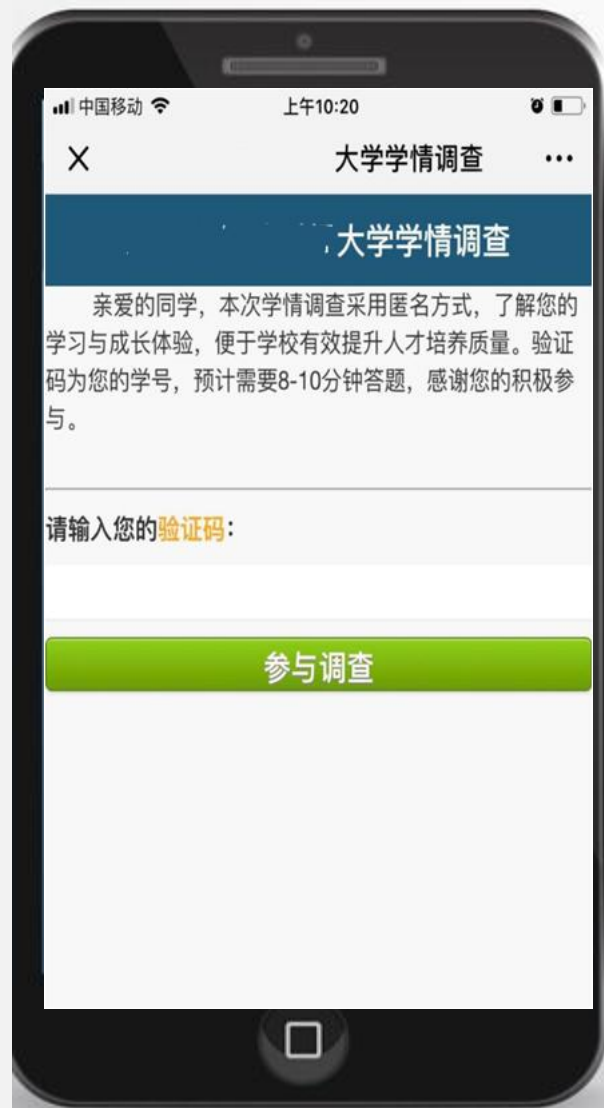 中国移动 上午10:20
大学学情调查
大学学情调查
亲爱的同学，本次学情调查采用匿名方式，了解您的
学习与成长体验，便于学校有效提升人才培养质量。验证
码为您的学号，预计需要8-10分钟答题，感谢您的积极参
与。
请输入您的验证码：
参与调查